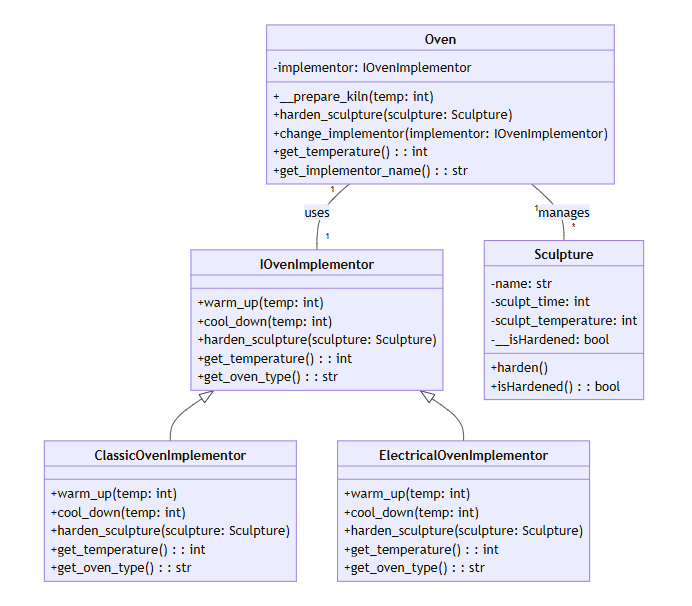 Oven
-implementor: IOvenImplementor
+__prepare_kiln(temp: int)
+harden_sculpture(sculpture: Sculpture)
+change_implementor(implementor: IOvenImplementor)
+get_temperature() : : int
+get_implementor_name() : : str
1
uses
1
1
manages
*
IOvenImplementor
+warm_up(temp: int)
+cool_down(temp: int)
+harden_sculpture(sculpture: Sculpture)
+get_temperature() : : int
+get_oven_type() : : str
Sculpture
-name: str
-sculpt_time: int
-sculpt_temperature: int
-__isHardened: bool
+harden()
+isHardened() : : bool
ClassicOvenImplementor
+warm_up(temp: int)
+cool_down(temp: int)
+harden_sculpture(sculpture: Sculpture)
+get_temperature() : : int
+get_oven_type() : : str
ElectricalOvenImplementor
+warm_up(temp: int)
+cool_down(temp: int)
+harden_sculpture(sculpture: Sculpture)
+get_temperature() : : int
+get_oven_type() : : str